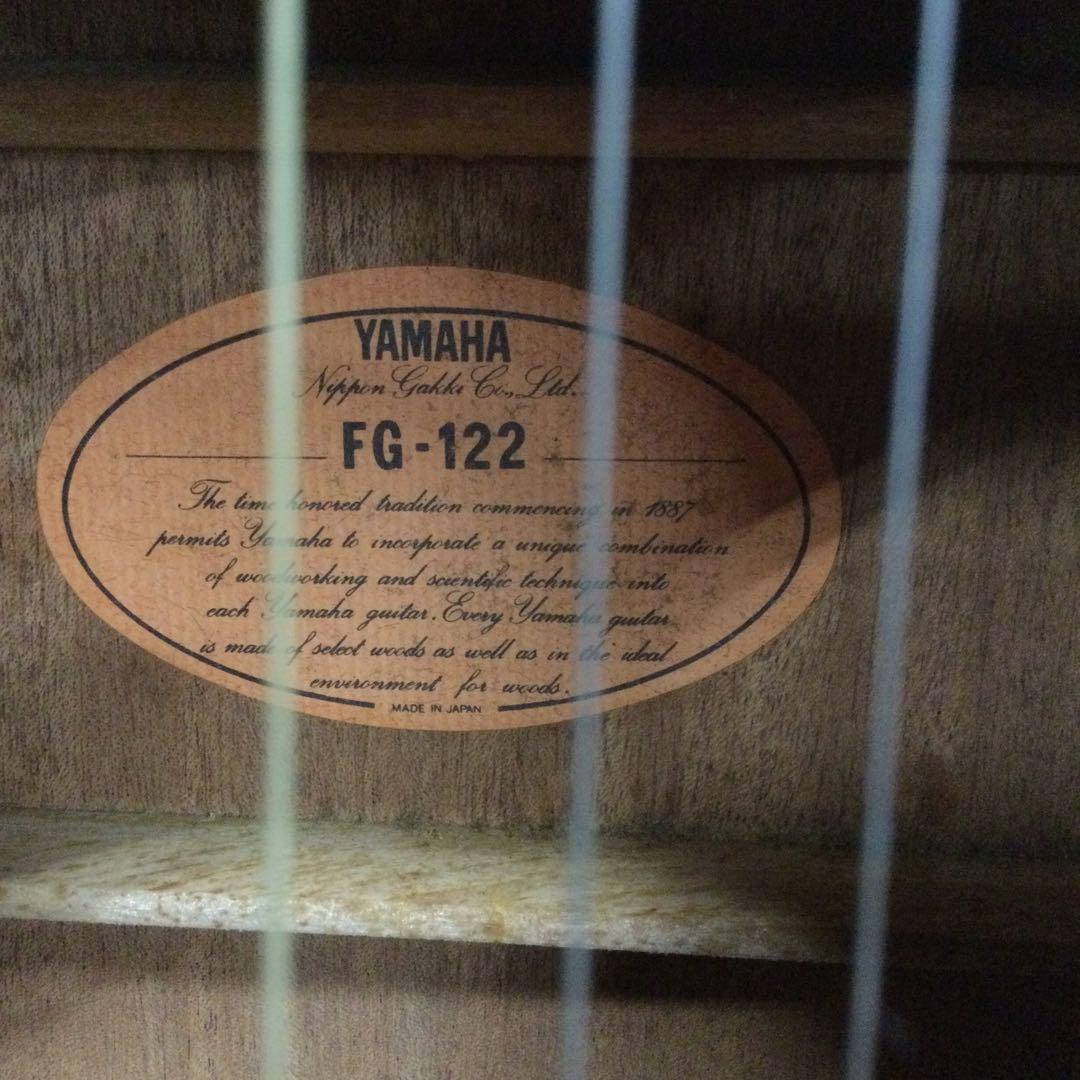 YAMAHA
Nippon Gakki Co., Ltd.
FG-122
The time honored tradition commencing in 1887
permits Yamaha to incorporate a unique combination
of woodworking and scientific technique into
each Yamaha guitar. Every Yamaha guitar
is made of select woods as well as in the ideal
environment for woods.
MADE IN JAPAN